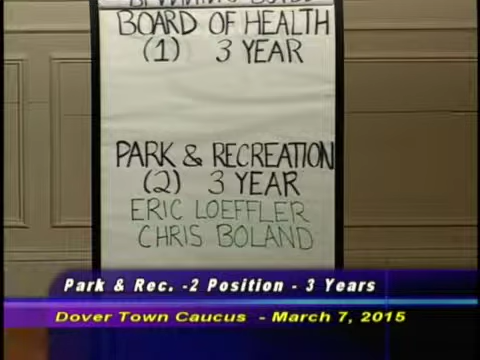 BOARD OF HEALTH
(1) 3 YEAR
PARK & RECREATION
(2) 3 YEAR
ERIC LOEFFLER
CHRIS BOLAND
Park & Rec. -2 Position - 3 Years
Dover Town Caucus - March 7, 2015